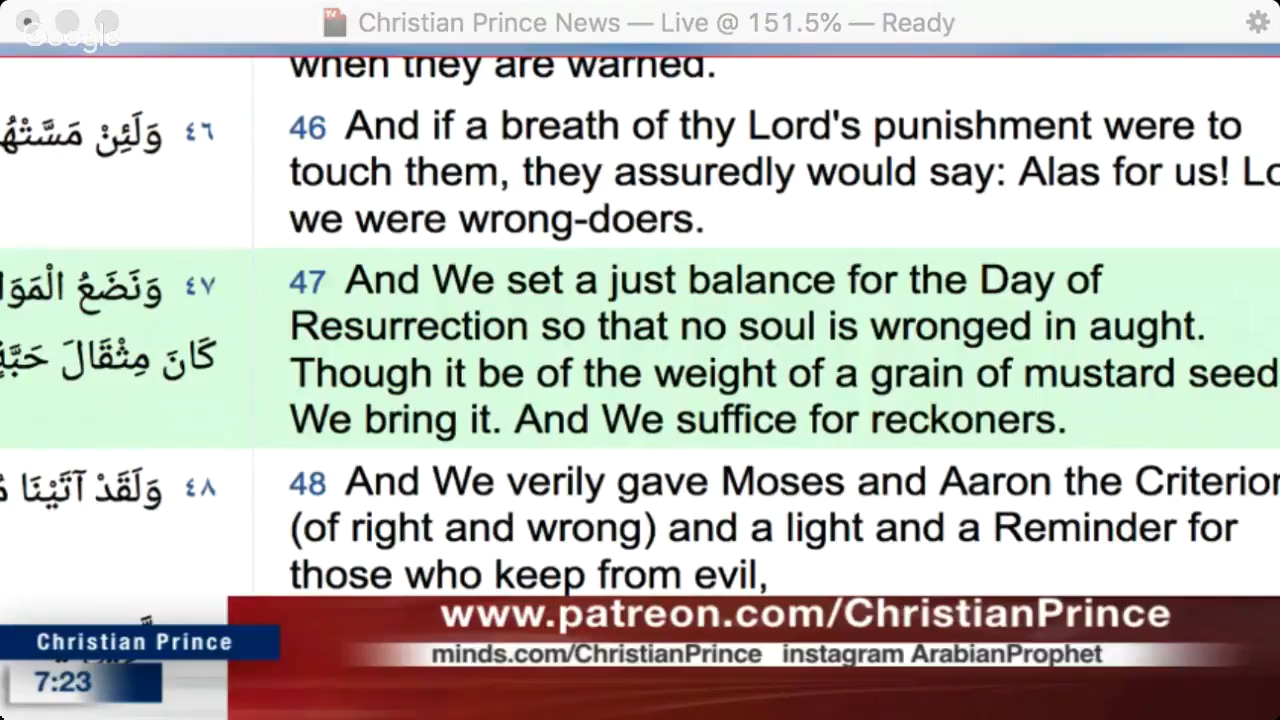 Google
Christian Prince News — Live @ 151.5% — Ready
when they are warned.
٤٦ وَلَئِنْ
46 And if a breath of thy Lord's punishment were to
touch them, they assuredly would say: Alas for us!
we were wrong-doers.
٤٧ وَنَضَعُ
كَانَ مِثْقَالَ حَبَّةٍ
47 And We set a just balance for the Day of
Resurrection so that no soul is wronged in aught.
Though it be of the weight of a grain of mustard seed
We bring it. And We suffice for reckoners.
٤٨ وَلَقَدْ آتَيْنَا
48 And We verily gave Moses and Aaron the Criterion
(of right and wrong) and a light and a Reminder for
those who keep from evil,
www.patreon.com/ChristianPrince
Christian Prince
minds.com/ChristianPrince instagram ArabianProphet
7:23